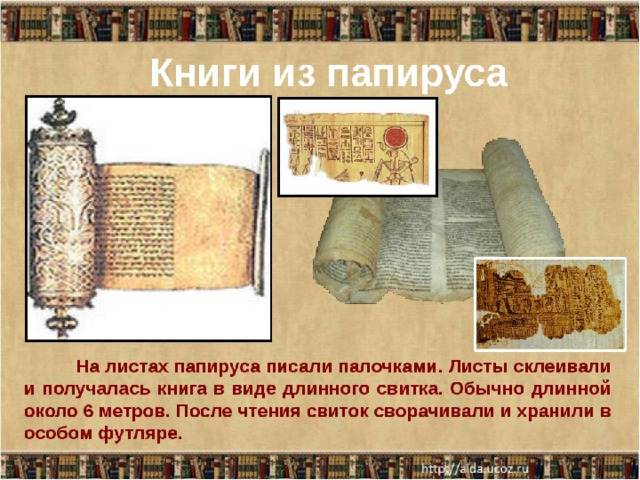 Книги из папируса
На листах папируса писали палочками. Листы склеивали
и получалась книга в виде длинного свитка. Обычно длинной
около 6 метров. После чтения свиток сворачивали и хранили в
особом футляре.
http://aida.ucoz.ru